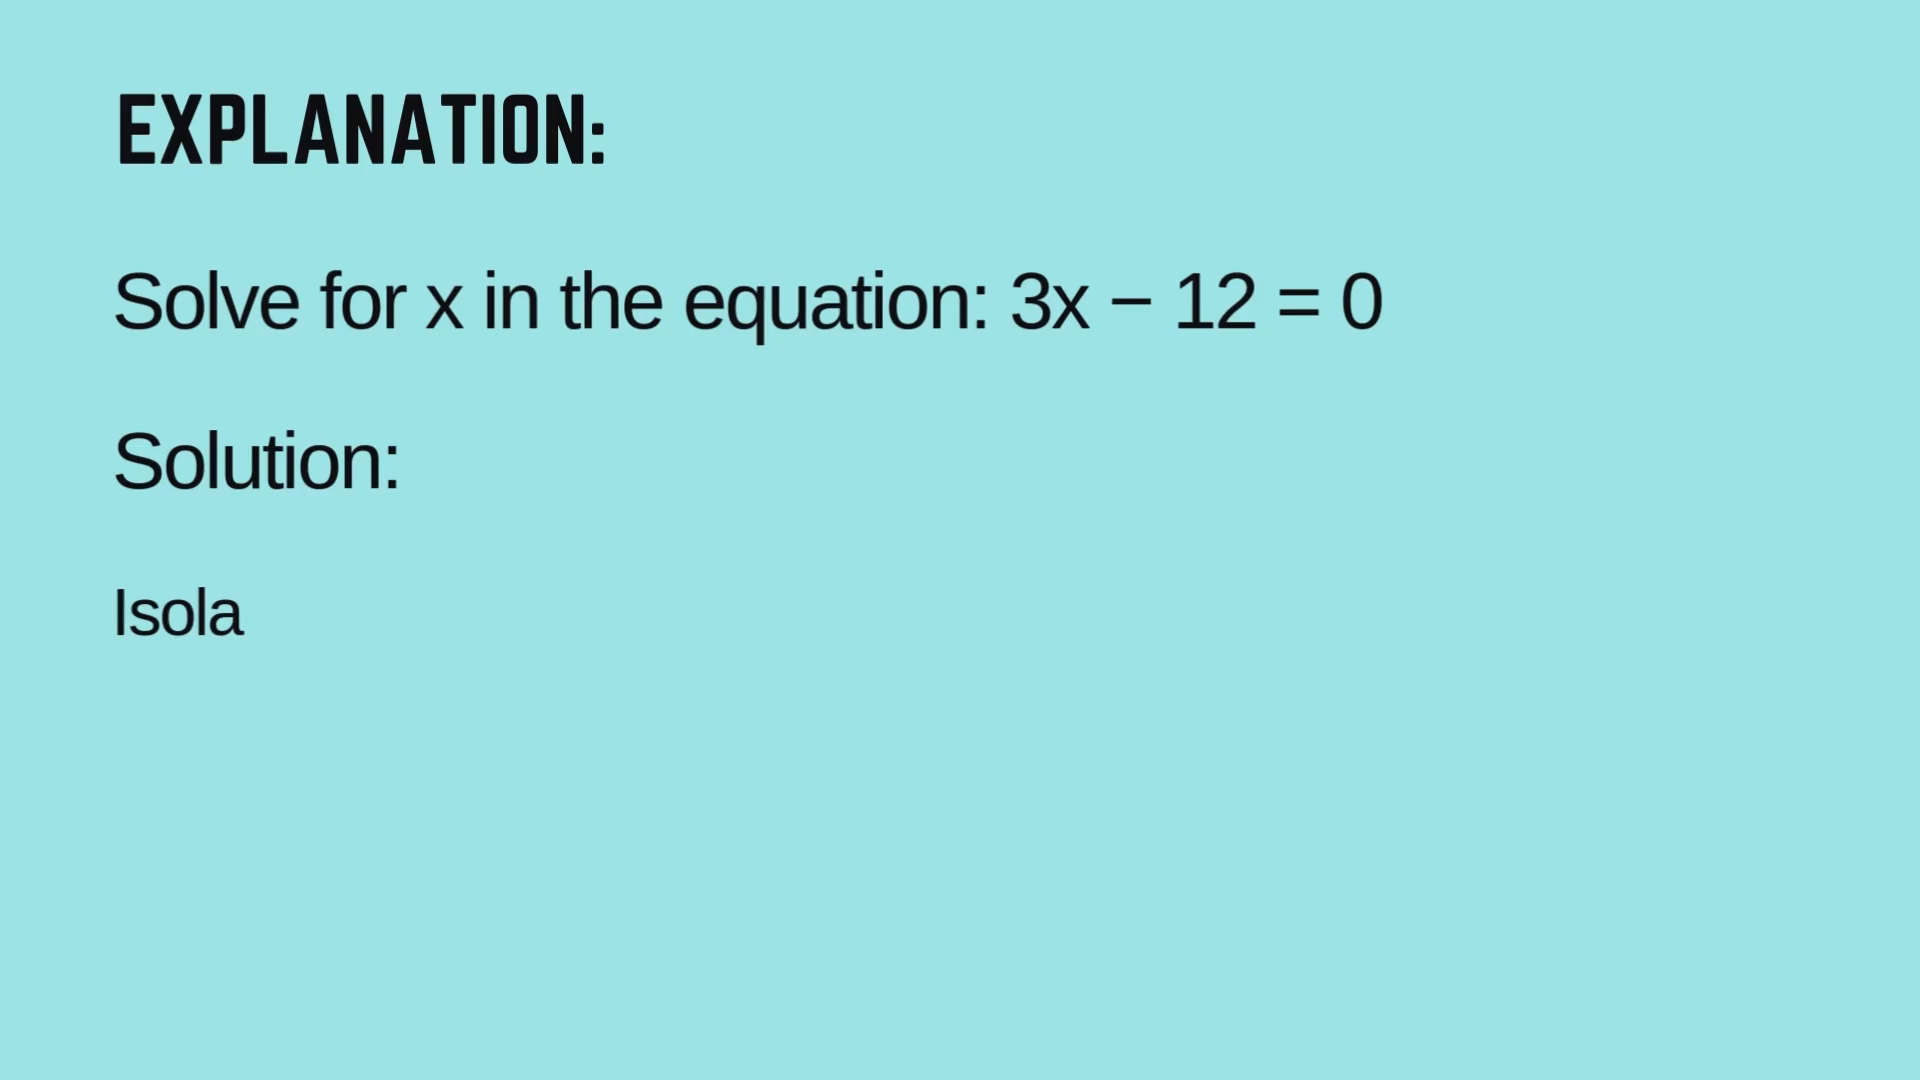 EXPLANATION:
Solve for x in the equation: 3x − 12 = 0
Solution:
Isola